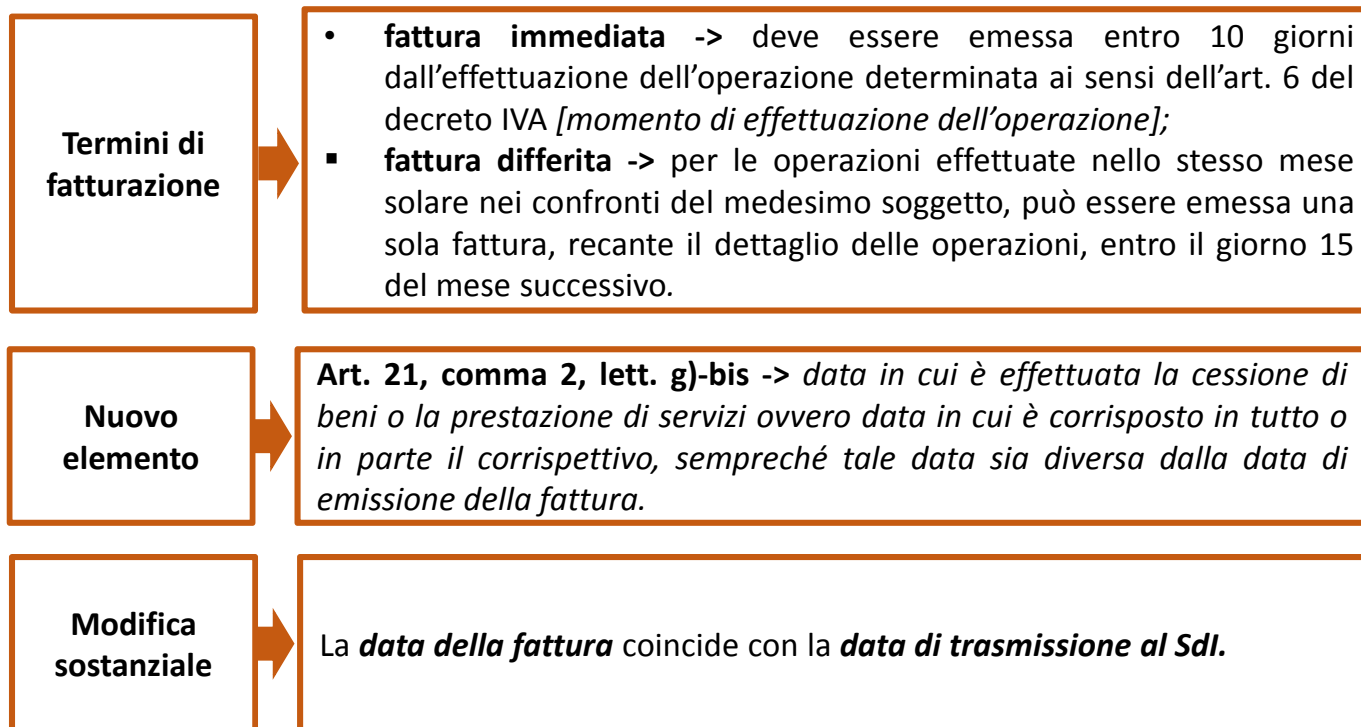 Termini di
fatturazione
• fattura immediata -> deve essere emessa entro 10 giorni
dall’effettuazione dell’operazione determinata ai sensi dell’art. 6 del
decreto IVA [momento di effettuazione dell’operazione];
▪ fattura differita -> per le operazioni effettuate nello stesso mese
solare nei confronti del medesimo soggetto, può essere emessa una
sola fattura, recante il dettaglio delle operazioni, entro il giorno 15
del mese successivo.
Nuovo
elemento
Art. 21, comma 2, lett. g)-bis -> data in cui è effettuata la cessione di
beni o la prestazione di servizi ovvero data in cui è corrisposto in tutto o
in parte il corrispettivo, sempreché tale data sia diversa dalla data di
emissione della fattura.
Modifica
sostanziale
La data della fattura coincide con la data di trasmissione al SdI.